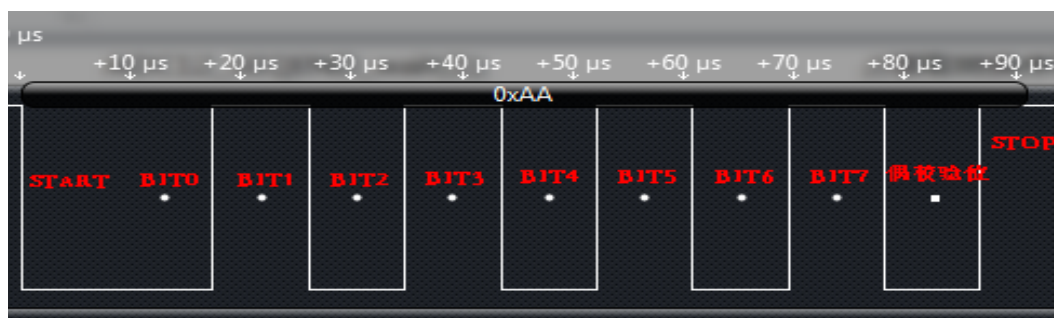 μs
+10 μs +20 μs +30 μs +40 μs +50 μs +60 μs +70 μs +80 μs +90 μs
0xAA
STOP
START BIT0 BIT1 BIT2 BIT3 BIT4 BIT5 BIT6 BIT7 偶校验位